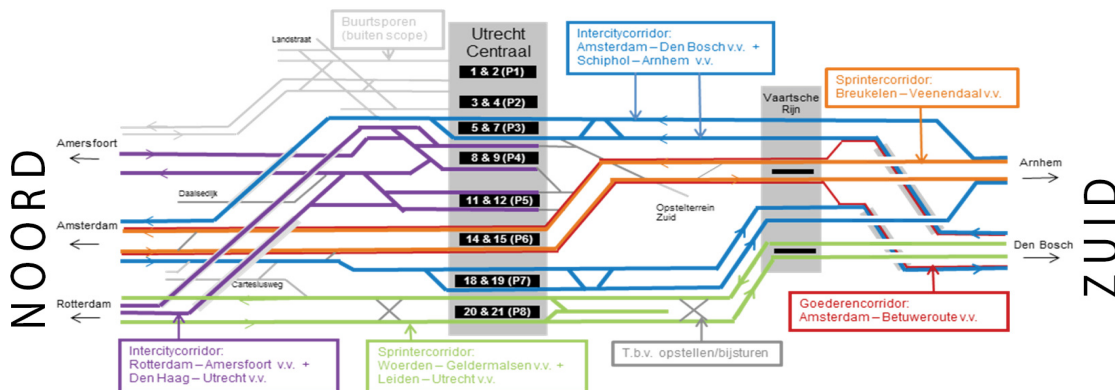 Buurtsporen
(buiten scope)
Landstraat
Utrecht
Centraal
1 & 2 (P1)
3 & 4 (P2)
5 & 7 (P3)
8 & 9 (P4)
11 & 12 (P5)
14 & 15 (P6)
18 & 19 (P7)
20 & 21 (P8)
Intercitycorridor:
Amsterdam – Den Bosch v.v. +
Schiphol – Arnhem v.v.
Sprintercorridor:
Breukelen – Veenendaal v.v.
Vaartsche
Rijn
NOORD
Amersfoort
Daalsedijk
Amsterdam
Cartesiusweg
Rotterdam
Opstelterrein
Zuid
Arnhem
Den Bosch
ZUID
Goederencorridor:
Amsterdam – Betuweroute v.v.
Intercitycorridor:
Rotterdam – Amersfoort v.v. +
Den Haag – Utrecht v.v.
Sprintercorridor:
Woerden – Geldermalsen v.v. +
Leiden – Utrecht v.v.
T.b.v. opstellen/bijsturen